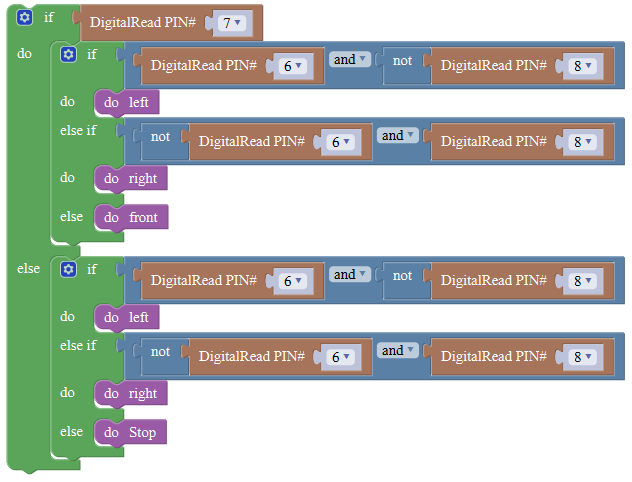 if DigitalRead PIN# 7
do if DigitalRead PIN# 6 and not DigitalRead PIN# 8
do do left
else if not DigitalRead PIN# 6 and DigitalRead PIN# 8
do do right
else do front
else if DigitalRead PIN# 6 and not DigitalRead PIN# 8
do do left
else if not DigitalRead PIN# 6 and DigitalRead PIN# 8
do do right
else do Stop